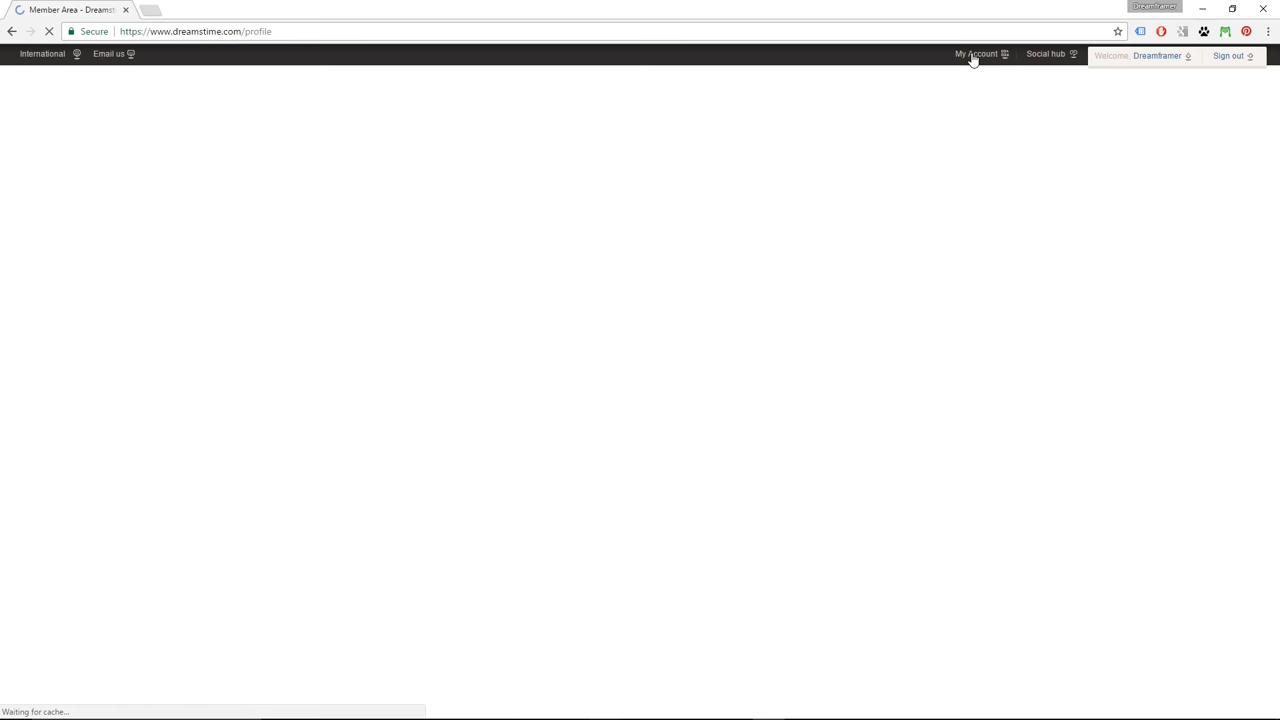 Member Area - Dreamst
Dreamframer
Secure
https://www.dreamstime.com/profile
International
Email us
My Account
Social hub
Welcome, Dreamframer
Sign out
Waiting for cache...